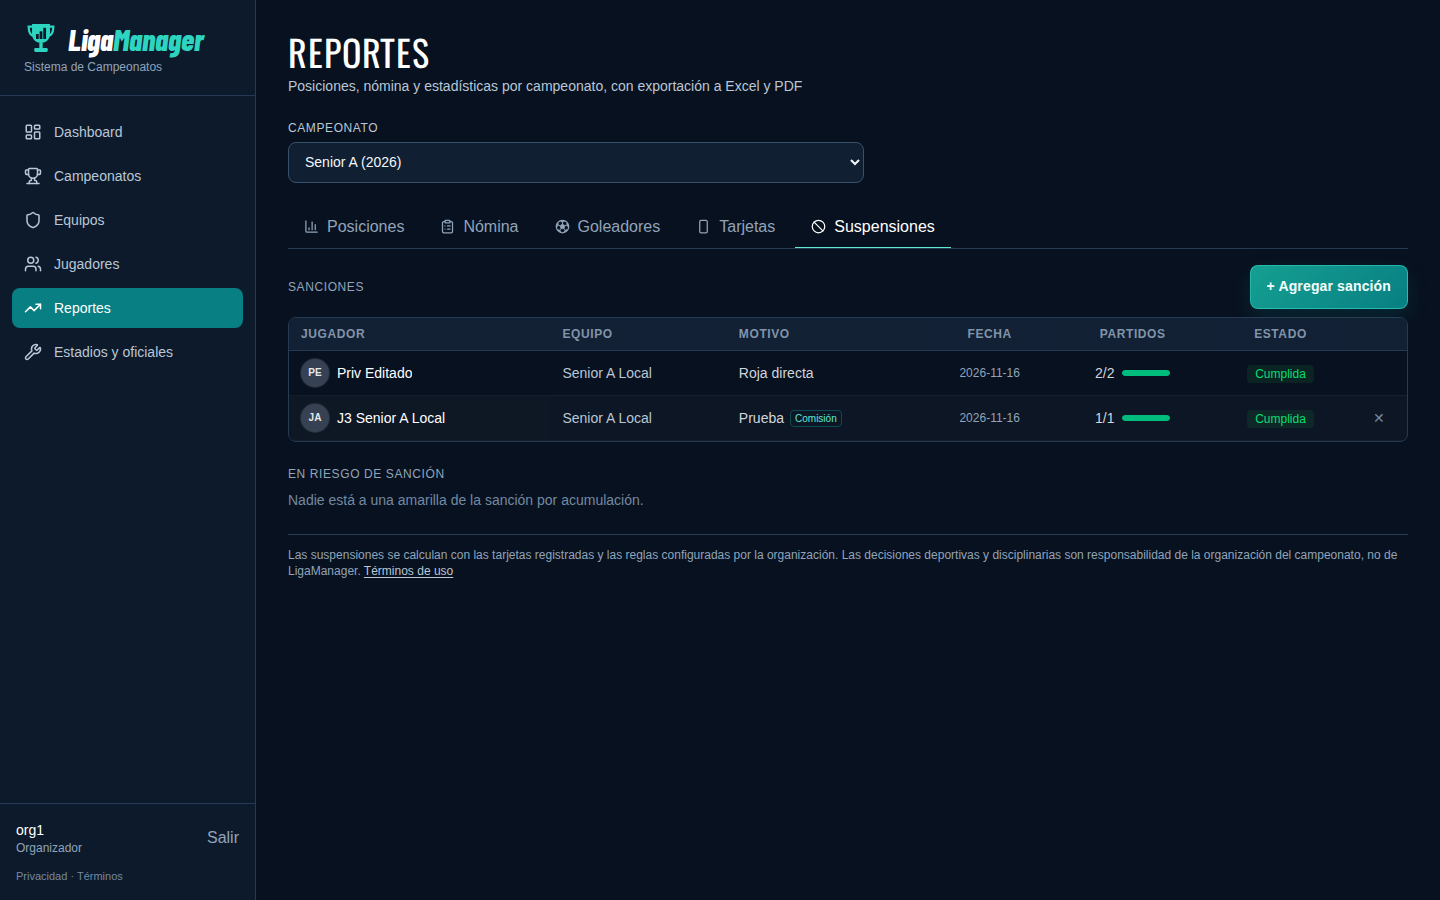 LigaManager
Sistema de Campeonatos
Dashboard
Campeonatos
Equipos
Jugadores
Reportes
Estadios y oficiales
org1
Organizador
Salir
Privacidad · Términos
REPORTES
Posiciones, nómina y estadísticas por campeonato, con exportación a Excel y PDF
CAMPEONATO
Senior A (2026)
Posiciones Nómina Goleadores Tarjetas Suspensiones
SANCIONES
+ Agregar sanción
JUGADOR EQUIPO MOTIVO FECHA PARTIDOS ESTADO
PE Priv Editado Senior A Local Roja directa 2026-11-16 2/2 Cumplida
JA J3 Senior A Local Senior A Local Prueba Comisión 2026-11-16 1/1 Cumplida ✕
EN RIESGO DE SANCIÓN
Nadie está a una amarilla de la sanción por acumulación.
Las suspensiones se calculan con las tarjetas registradas y las reglas configuradas por la organización. Las decisiones deportivas y disciplinarias son responsabilidad de la organización del campeonato, no de
LigaManager. Términos de uso